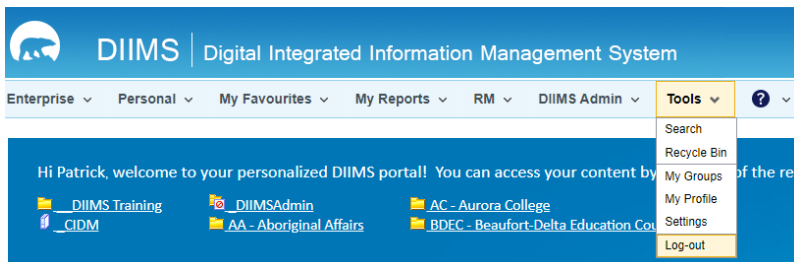 DIIMS | Digital Integrated Information Management System
Enterprise Personal My Favourites My Reports RM DIIMS Admin Tools ?
Search
Recycle Bin
My Groups
My Profile
Settings
Log-out
Hi Patrick, welcome to your personalized DIIMS portal! You can access your content by of the
__DIIMS Training _DIIMSAdmin AC - Aurora College
_CIDM AA - Aboriginal Affairs BDEC - Beaufort-Delta Education